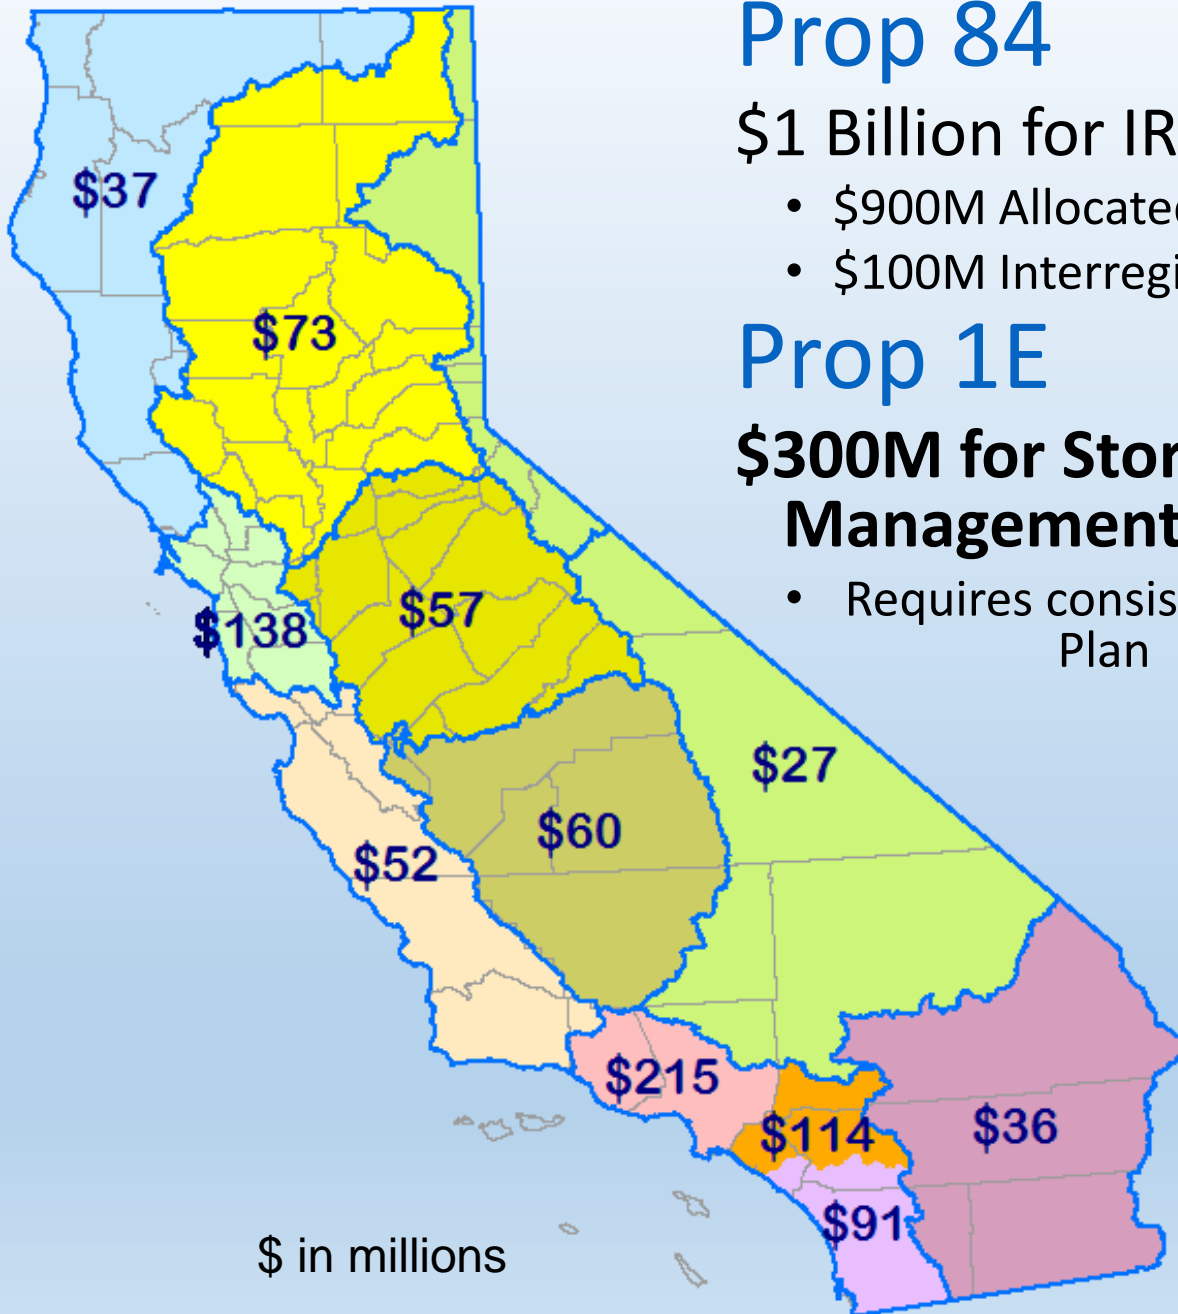 Prop 84
$1 Billion for IR
• $900M Allocated
• $100M Interregi
Prop 1E
$300M for Stor
Management
• Requires consis
Plan
$37
$73
$138
$57
$27
$60
$52
$215
$114
$36
$91
$ in millions